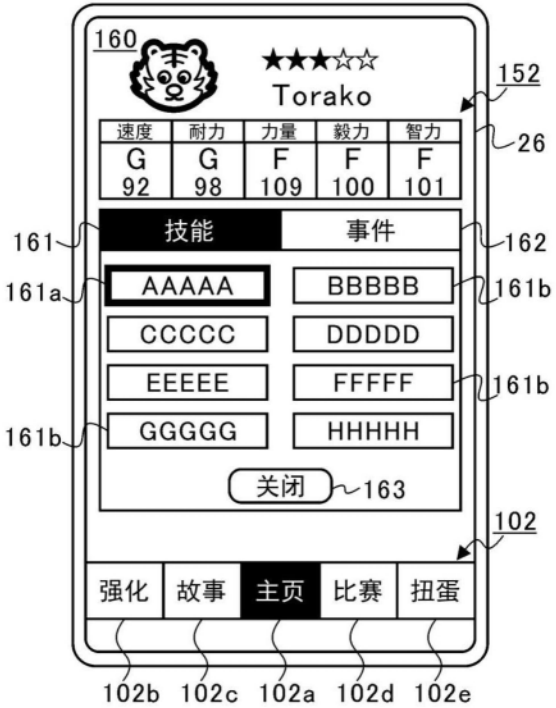 160
★★★☆☆
Torako
152
26
速度 耐力 力量 毅力 智力
G G F F F
92 98 109 100 101
161 技能 事件 162
161a AAAAA BBBBB 161b
CCCCC DDDDD
EEEEE FFFFF 161b
161b GGGGG HHHHH
关闭 163
102
强化 故事 主页 比赛 扭蛋
102b 102c 102a 102d 102e